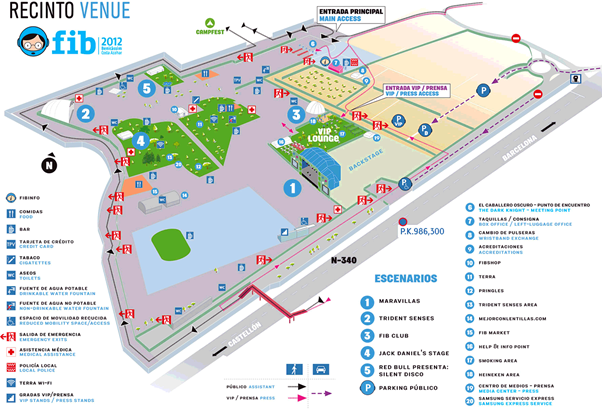 RECINTO VENUE
fib 2012
Benicàssim
CAMPFEST
ENTRADA PRINCIPAL
MAIN ACCESS
ENTRADA VIP / PRENSA
VIP / PRESS ACCESS
VIP LOUNGE
BACKSTAGE
P VIP
P
P
P
P.K.986,300
N-340
BARCELONA
CASTELLÓN
N
1
2
3
4
5
FIBINFO
COMIDAS
FOOD
BAR
TARJETA DE CRÉDITO
CREDIT CARD
TABACO
CIGATETTES
ASEOS
TOILETS
FUENTE DE AGUA POTABLE
DRINKABLE WATER FOUNTAIN
FUENTE DE AGUA NO POTABLE
NON-DRINKABLE WATER FOUNTAIN
ESPACIO DE MOVILIDAD REDUCIDA
REDUCED MOBILITY SPACE/ACCESS
SALIDA DE EMERGENCIA
EMERGENCY EXITS
ASISTENCIA MÉDICA
MEDICAL ASSISTANCE
POLICÍA LOCAL
LOCAL POLICE
TERRA WI-FI
GRADAS VIP/PRENSA
VIP STANDS / PRESS STANDS
PÚBLICO ASSISTANT
VIP / PRENSA PRESS
ESCENARIOS
1 MARAVILLAS
2 TRIDENT SENSES
3 FIB CLUB
4 JACK DANIEL'S STAGE
5 RED BULL PRESENTA:
SILENT DISCO
P PARKING PÚBLICO
6 EL CABALLERO OSCURO - PUNTO DE ENCUENTRO
THE DARK KNIGHT - MEETING POINT
7 TAQUILLAS / CONSIGNA
BOX OFFICE / LEFT-LUGGAGE OFFICE
8 CAMBIO DE PULSERAS
WRISTBAND EXCHANGE
9 ACREDITACIONES
ACCREDITATIONS
10 FIBSHOP
11 TERRA
12 PRINGLES
13 TRIDENT SENSES AREA
14 MEJORCONLENTILLAS.COM
15 FIB MARKET
16 HELP & INFO POINT
17 SMOKING AREA
18 HEINEKEN AREA
19 CENTRO DE MEDIOS - PRENSA
MEDIA CENTER - PRESS
20 SAMSUNG SERVICIO EXPRESS
SAMSUNG EXPRESS SERVICE